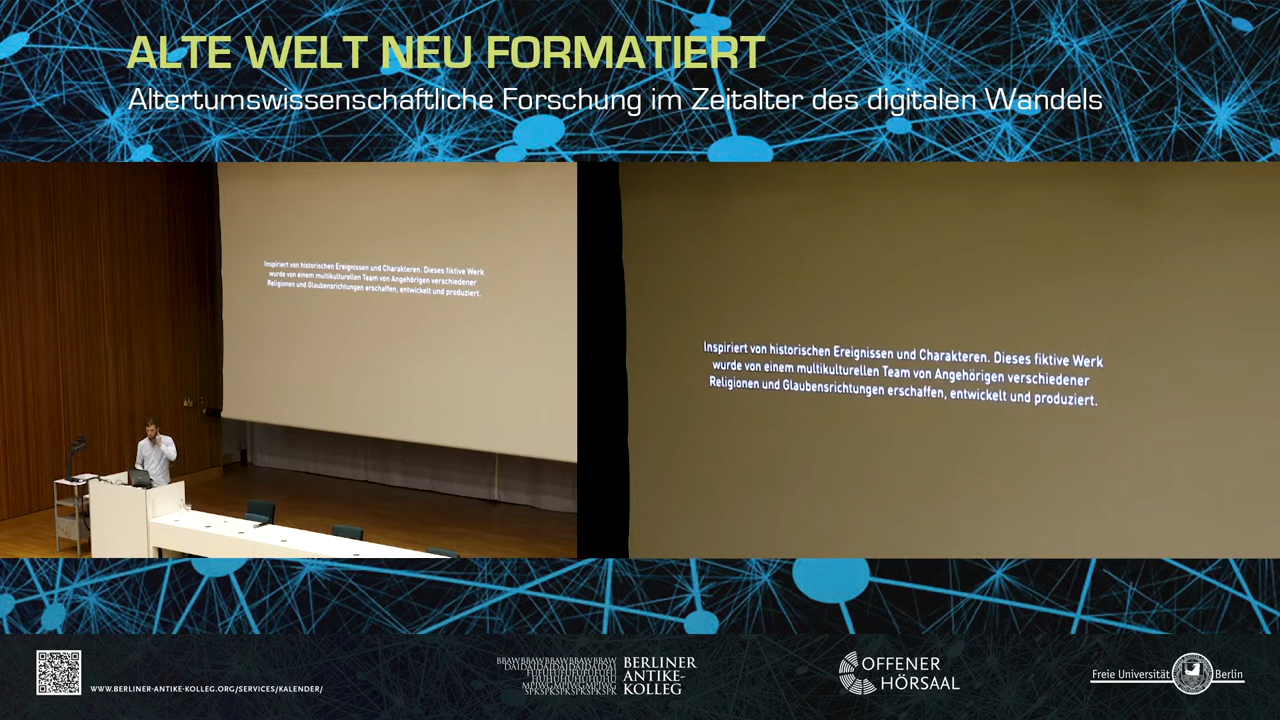 ALTE WELT NEU FORMATIERT
Altertumswissenschaftliche Forschung im Zeitalter des digitalen Wandels
Inspiriert von historischen Ereignissen und Charakteren. Dieses fiktive Werk
wurde von einem multikulturellen Team von Angehörigen verschiedener
Religionen und Glaubensrichtungen erschaffen, entwickelt und produziert.
Inspiriert von historischen Ereignissen und Charakteren. Dieses fiktive Werk
wurde von einem multikulturellen Team von Angehörigen verschiedener
Religionen und Glaubensrichtungen erschaffen, entwickelt und produziert.
WWW.BERLINER-ANTIKE-KOLLEG.ORG/SERVICES/KALENDER/
BERLINER
ANTIKE-
KOLLEG
OFFENER
HÖRSAAL
Freie Universität Berlin